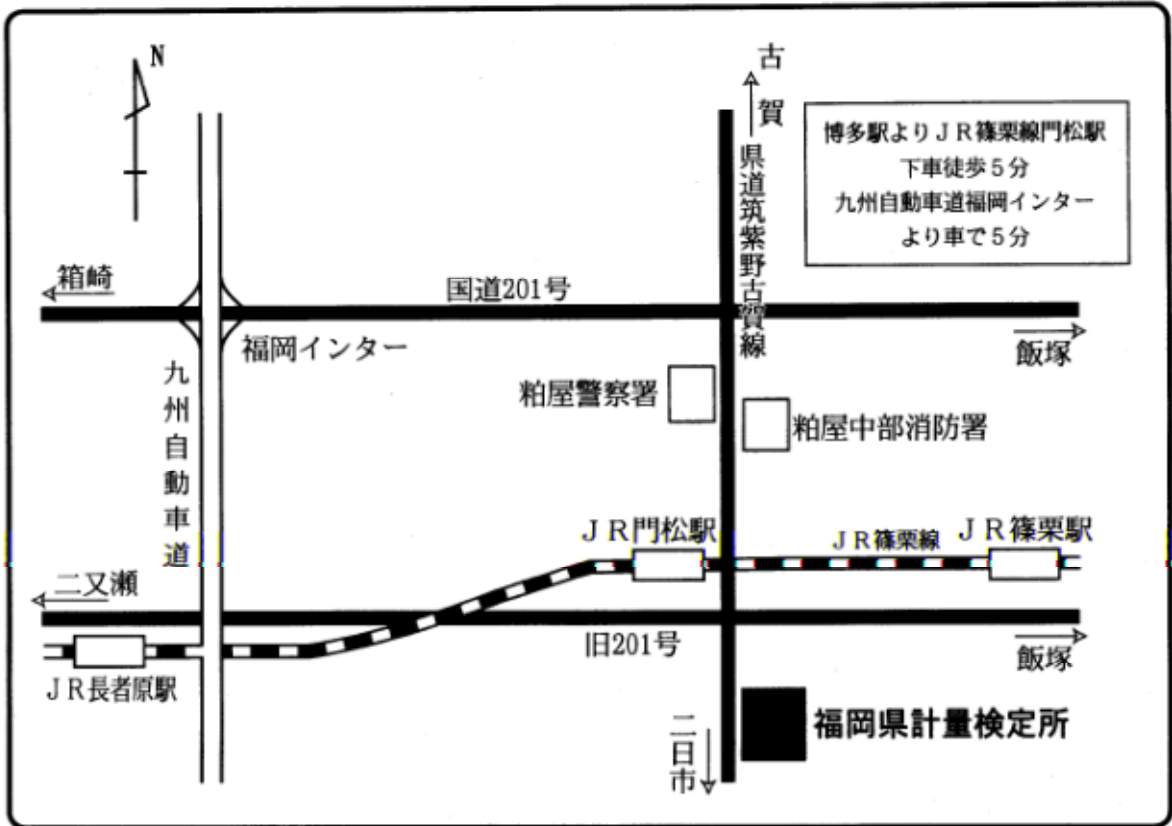 N
古賀
県道筑紫野古賀線
博多駅よりJR篠栗線門松駅
下車徒歩5分
九州自動車道福岡インター
より車で5分
箱崎
国道201号
福岡インター
飯塚
九州自動車道
粕屋警察署
粕屋中部消防署
JR門松駅
JR篠栗線
JR篠栗駅
二又瀬
旧201号
飯塚
JR長者原駅
二日市
福岡県計量検定所